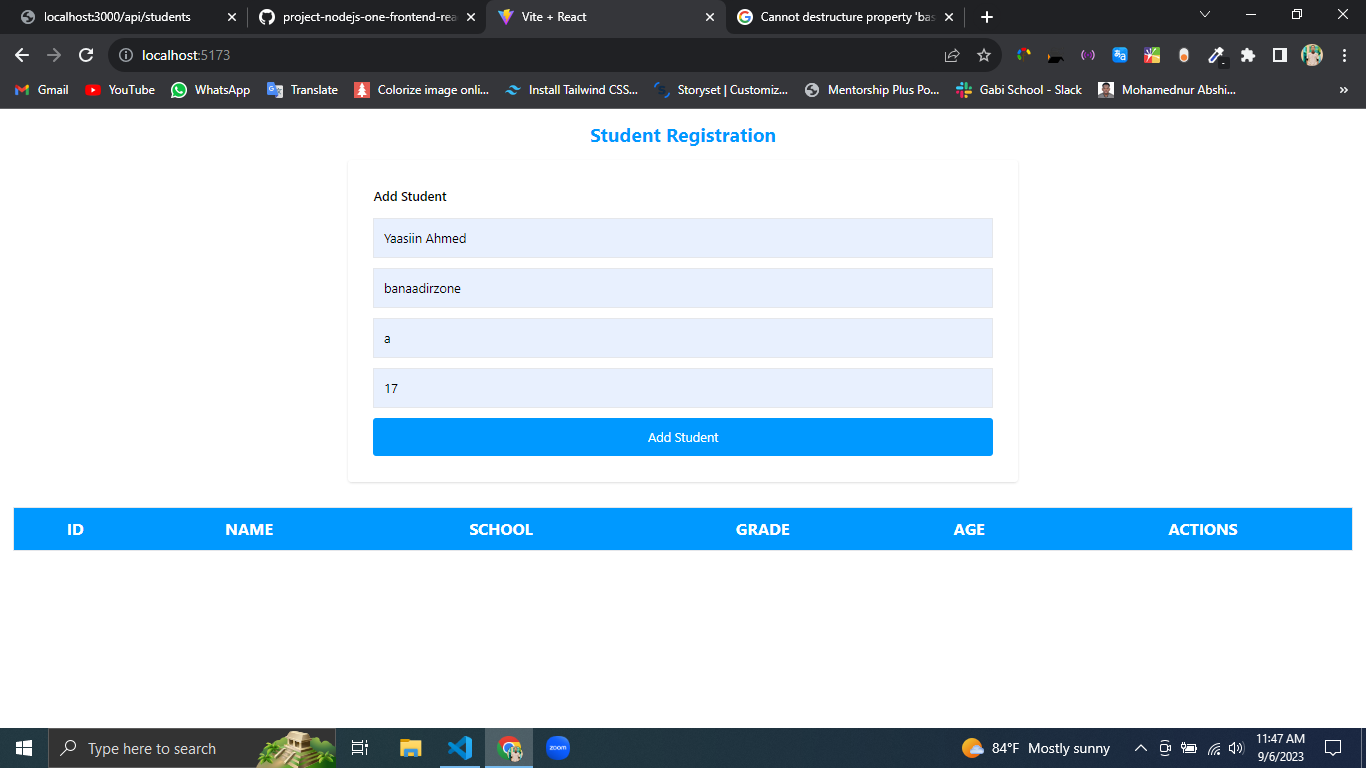 localhost:3000/api/students
project-nodejs-one-frontend-rea
Vite + React
Cannot destructure property 'bas
localhost:5173
Gmail
YouTube
WhatsApp
Translate
Colorize image onli...
Install Tailwind CSS...
Storyset | Customiz...
Mentorship Plus Po...
Gabi School - Slack
Mohamednur Abshi...
»
Student Registration
Add Student
Yaasiin Ahmed
banaadirzone
a
17
Add Student
ID NAME SCHOOL GRADE AGE ACTIONS
Type here to search
zoom
84°F Mostly sunny
11:47 AM
9/6/2023